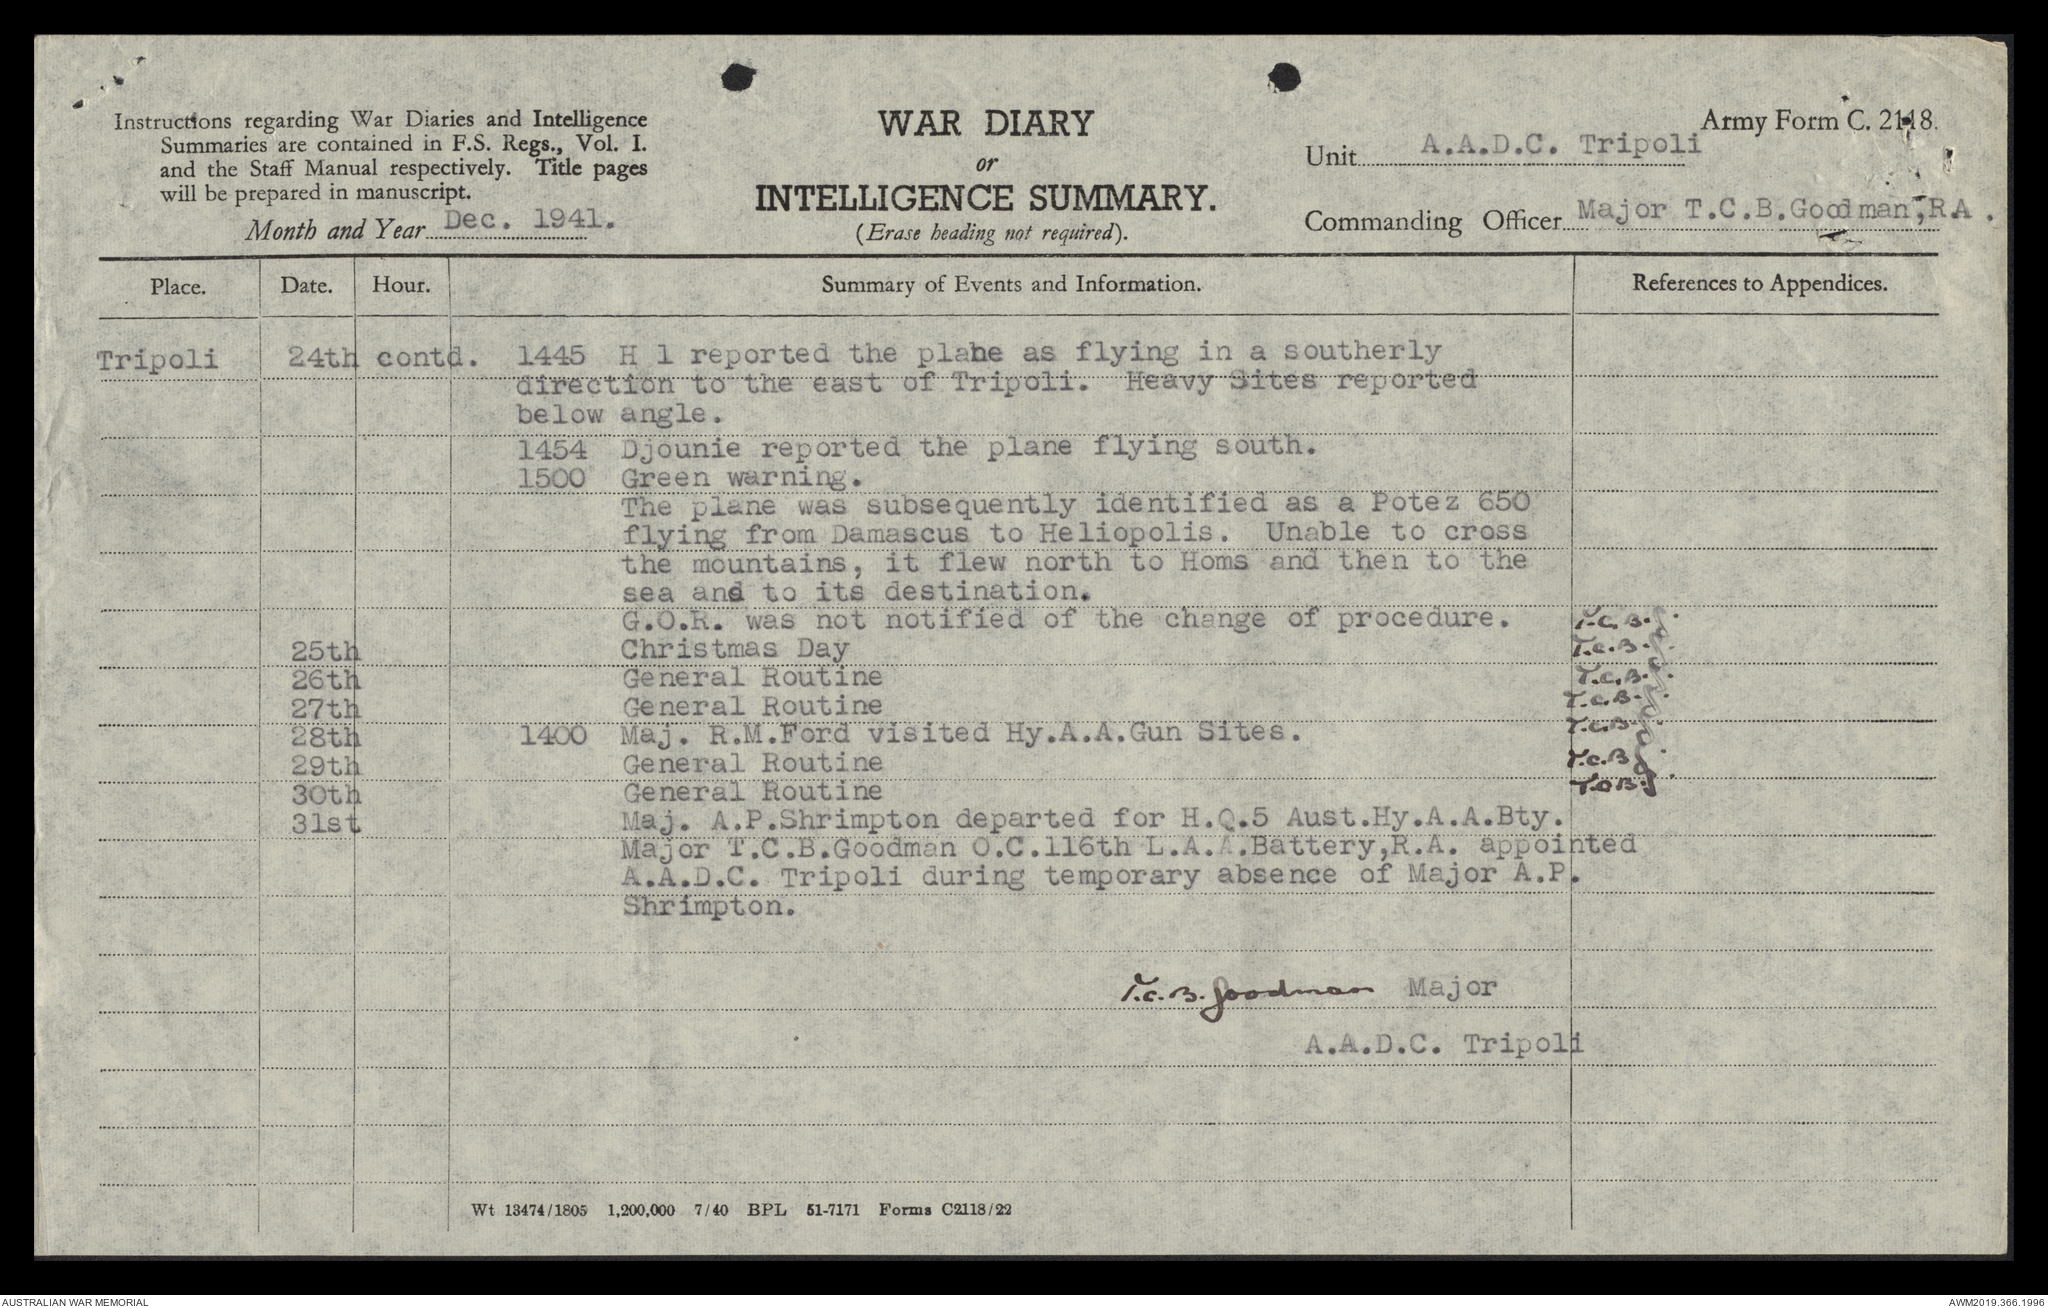 Instructions regarding War Diaries and Intelligence
Summaries are contained in F.S. Regs., Vol. I.
and the Staff Manual respectively. Title pages
will be prepared in manuscript.
Month and Year Dec. 1941.
WAR DIARY
or
INTELLIGENCE SUMMARY.
(Erase heading not required).
Army Form C. 2118.
Unit A.A.D.C. Tripoli
Commanding Officer Major T.C.B.Goodman,RA.
Place. Date. Hour. Summary of Events and Information. References to Appendices.
Tripoli 24th contd. 1445 H 1 reported the plane as flying in a southerly
direction to the east of Tripoli. Heavy Sites reported
below angle.
1454 Djounie reported the plane flying south.
1500 Green warning.
The plane was subsequently identified as a Potez 650
flying from Damascus to Heliopolis. Unable to cross
the mountains, it flew north to Homs and then to the
sea and to its destination.
G.O.R. was not notified of the change of procedure. T.C.B.G.
25th Christmas Day T.C.B.G.
26th General Routine T.C.B.G.
27th General Routine T.C.B.G.
28th 1400 Maj. R.M.Ford visited Hy.A.A.Gun Sites. T.C.B.G.
29th General Routine T.C.B.G.
30th General Routine T.C.B.G.
31st Maj. A.P.Shrimpton departed for H.Q.5 Aust.Hy.A.A.Bty.
Major T.C.B.Goodman O.C.116th L.A.A.Battery,R.A. appointed
A.A.D.C. Tripoli during temporary absence of Major A.P.
Shrimpton.
T.C.B. Goodman Major
A.A.D.C. Tripoli
Wt 13474/1805 1,200,000 7/40 BPL 51-7171 Forms C2118/22
AUSTRALIAN WAR MEMORIAL
AWM2019.366.1996